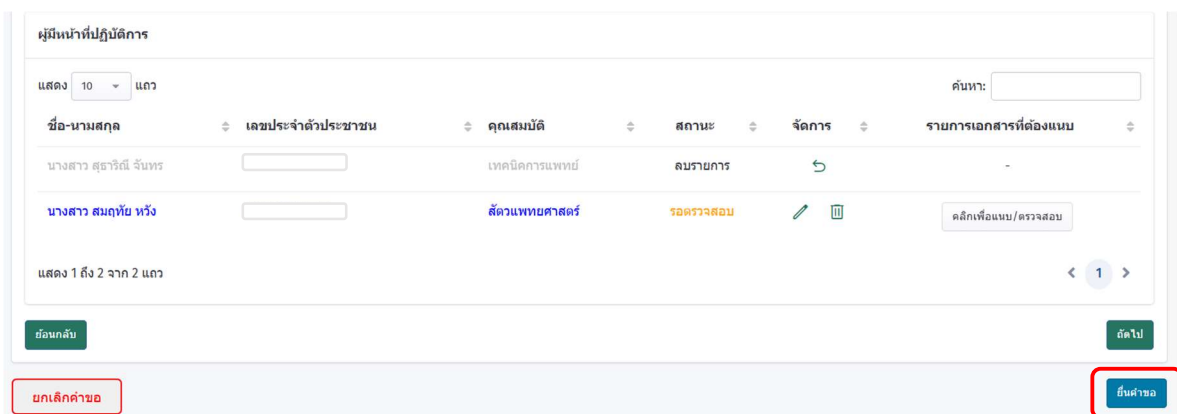 ผู้มีหน้าที่ปฏิบัติการ
แสดง 10 แถว ค้นหา:
ชื่อ-นามสกุล เลขประจำตัวประชาชน คุณสมบัติ สถานะ จัดการ รายการเอกสารที่ต้องแนบ
นางสาว สุธาริณี จันทร เทคนิคการแพทย์ ลบรายการ -
นางสาว สมฤทัย หวัง สัตวแพทยศาสตร์ รอตรวจสอบ คลิกเพื่อแนบ/ตรวจสอบ
แสดง 1 ถึง 2 จาก 2 แถว 1
ย้อนกลับ ถัดไป
ยกเลิกคำขอ ยื่นคำขอ